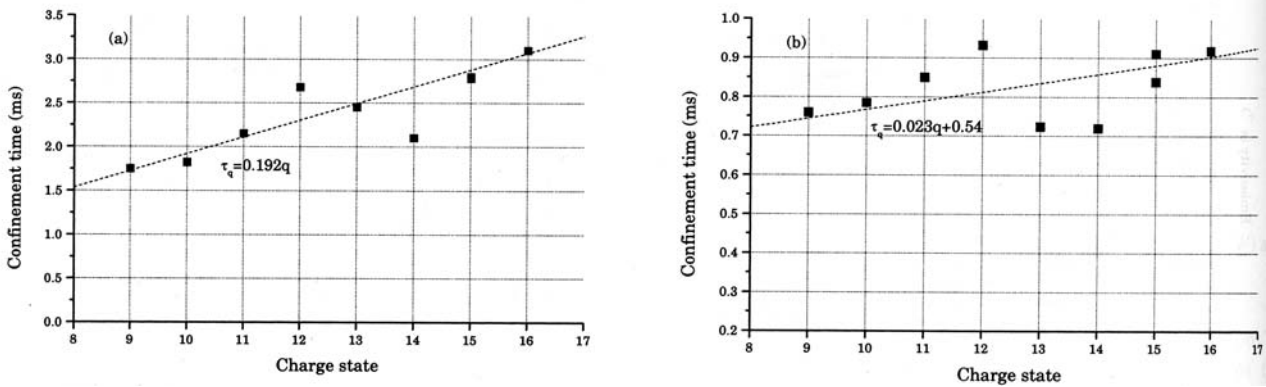 (a)
Confinement time (ms)
3.5
3.0
2.5
2.0
1.5
1.0
0.5
0.0
τq=0.192q
8 9 10 11 12 13 14 15 16 17
Charge state
(b)
Confinement time (ms)
1.0
0.9
0.8
0.7
0.6
0.5
0.4
0.3
0.2
τq=0.023q+0.54
8 9 10 11 12 13 14 15 16 17
Charge state